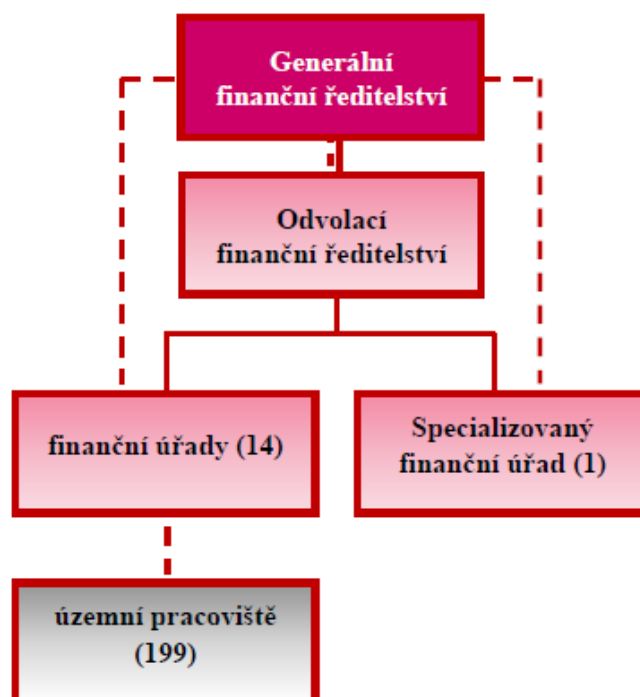 Generální
finanční ředitelství
Odvolací
finanční ředitelství
finanční úřady (14)
Specializovaný
finanční úřad (1)
územní pracoviště
(199)